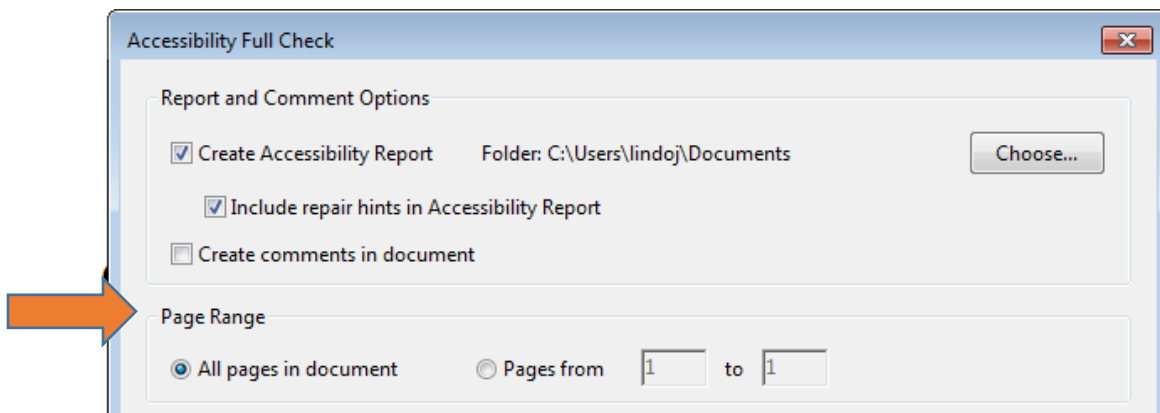 Accessibility Full Check
Report and Comment Options
Create Accessibility Report Folder: C:\Users\lindoj\Documents Choose...
Include repair hints in Accessibility Report
Create comments in document
Page Range
All pages in document Pages from 1 to 1